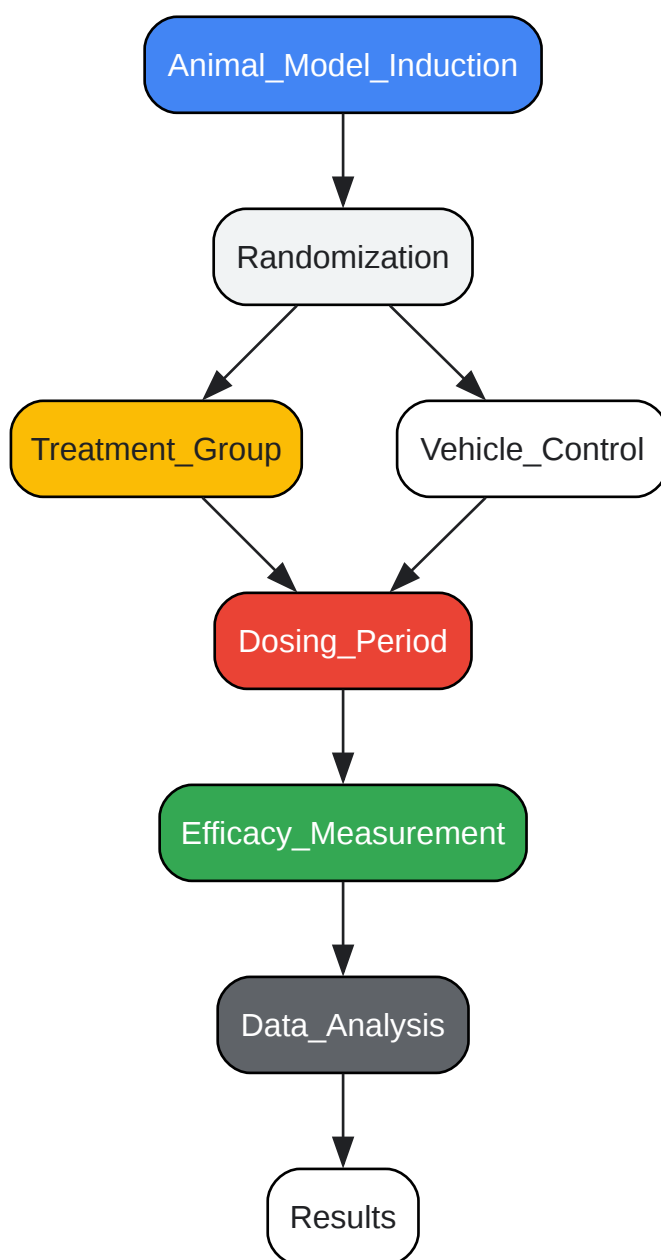 Animal_Model_Induction
Randomization
Treatment_Group
Vehicle_Control
Dosing_Period
Efficacy_Measurement
Data_Analysis
Results